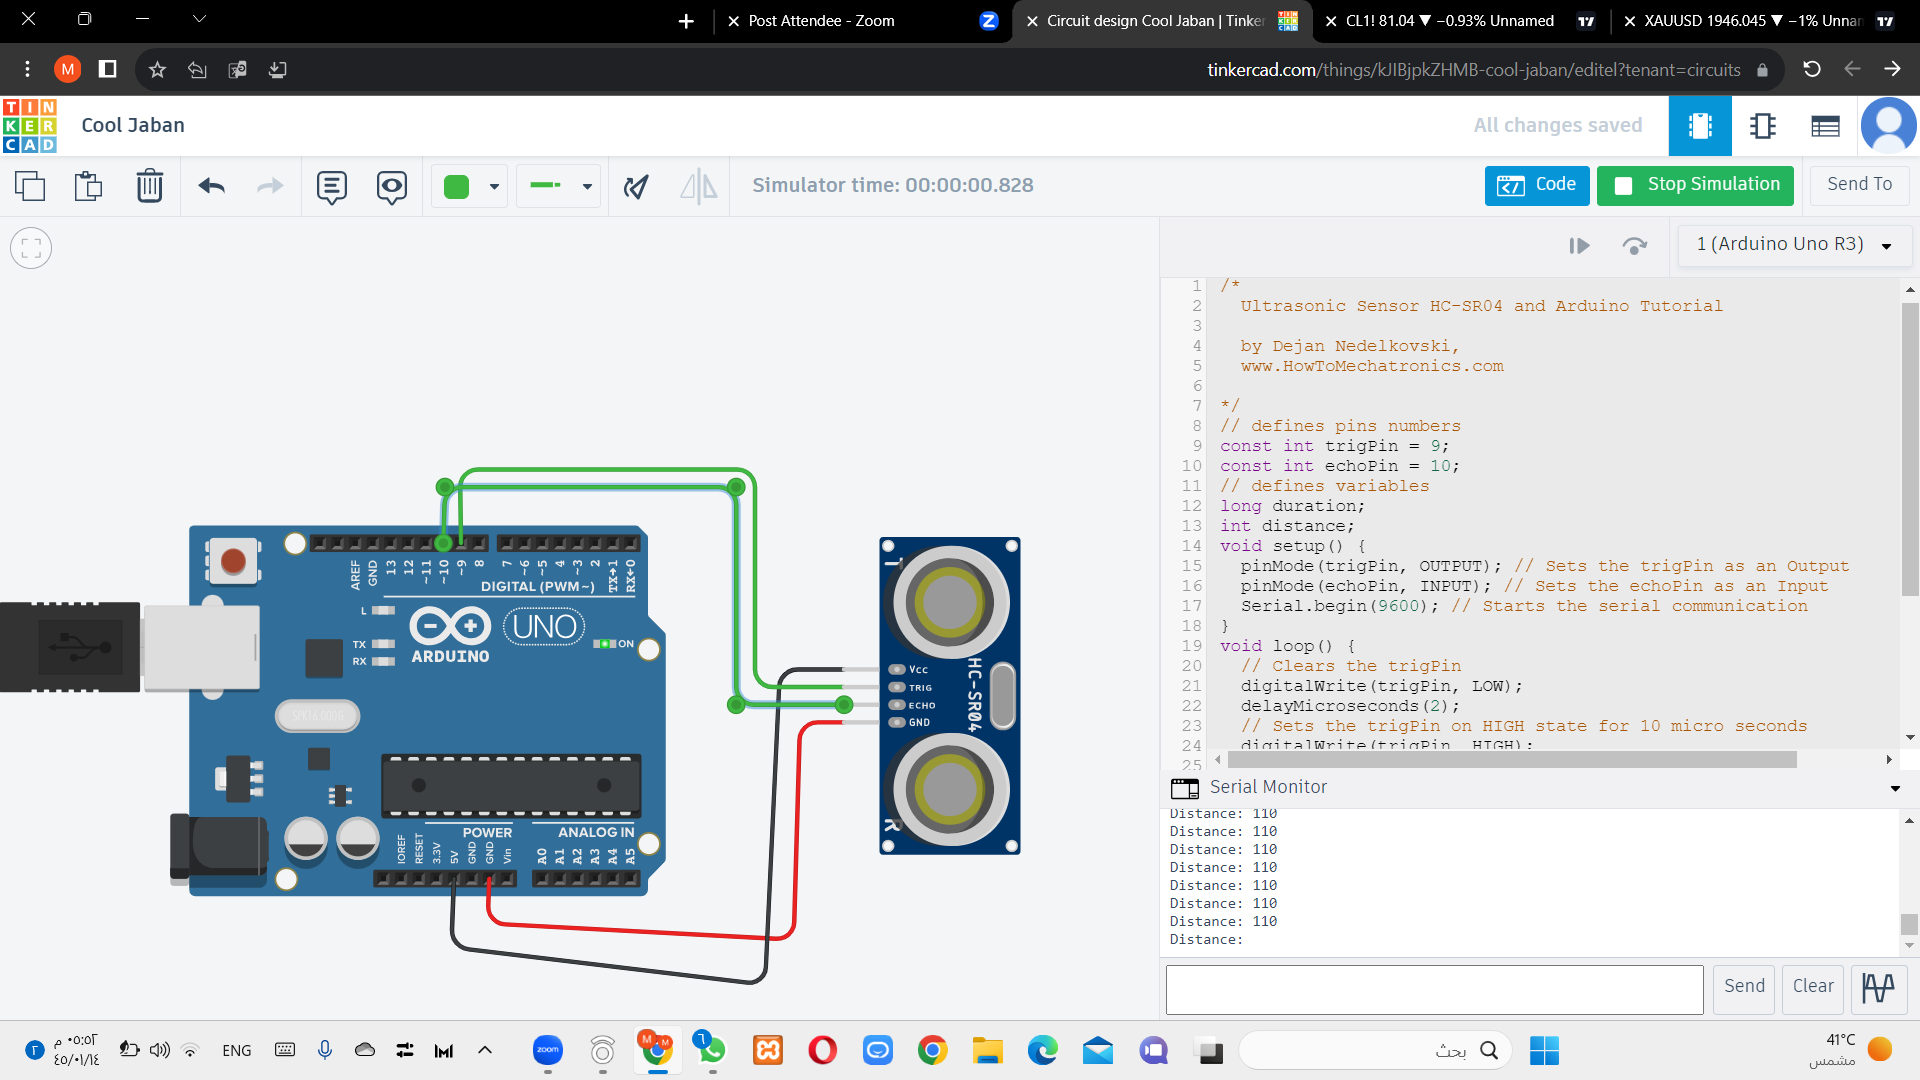 Post Attendee - Zoom
Circuit design Cool Jaban | Tinker
CL1! 81.04 ▼ −0.93% Unnamed
XAUUSD 1946.045 ▼ −1% Unnar
M
tinkercad.com/things/kJIBjpkZHMB-cool-jaban/editel?tenant=circuits
TIN
KER
CAD
Cool Jaban
All changes saved
Simulator time: 00:00:00.828
Code
Stop Simulation
Send To
1 (Arduino Uno R3)
1 /*
2 Ultrasonic Sensor HC-SR04 and Arduino Tutorial
3
4 by Dejan Nedelkovski,
5 www.HowToMechatronics.com
6
7 */
8 // defines pins numbers
9 const int trigPin = 9;
10 const int echoPin = 10;
11 // defines variables
12 long duration;
13 int distance;
14 void setup() {
15 pinMode(trigPin, OUTPUT); // Sets the trigPin as an Output
16 pinMode(echoPin, INPUT); // Sets the echoPin as an Input
17 Serial.begin(9600); // Starts the serial communication
18 }
19 void loop() {
20 // Clears the trigPin
21 digitalWrite(trigPin, LOW);
22 delayMicroseconds(2);
23 // Sets the trigPin on HIGH state for 10 micro seconds
24 digitalWrite(trigPin, HIGH);
25
AREF
GND
13
12
~11
~10
~9
8
7
~6
~5
4
~3
2
TX→1
RX←0
DIGITAL (PWM~)
L
TX
RX
ARDUINO
UNO
ON
SPK16.000G
POWER
ANALOG IN
IOREF
RESET
3.3V
5V
GND
GND
Vin
A0
A1
A2
A3
A4
A5
T
Vcc
TRIG
ECHO
GND
HC-SR04
R
Serial Monitor
Distance: 110
Distance: 110
Distance: 110
Distance: 110
Distance: 110
Distance: 110
Distance: 110
Distance:
Send
Clear
٠٥:٥٢ م
٤٥/٠١/١٤
٢
ENG
zoom
M
M
٦
بحث
41°C
مشمس